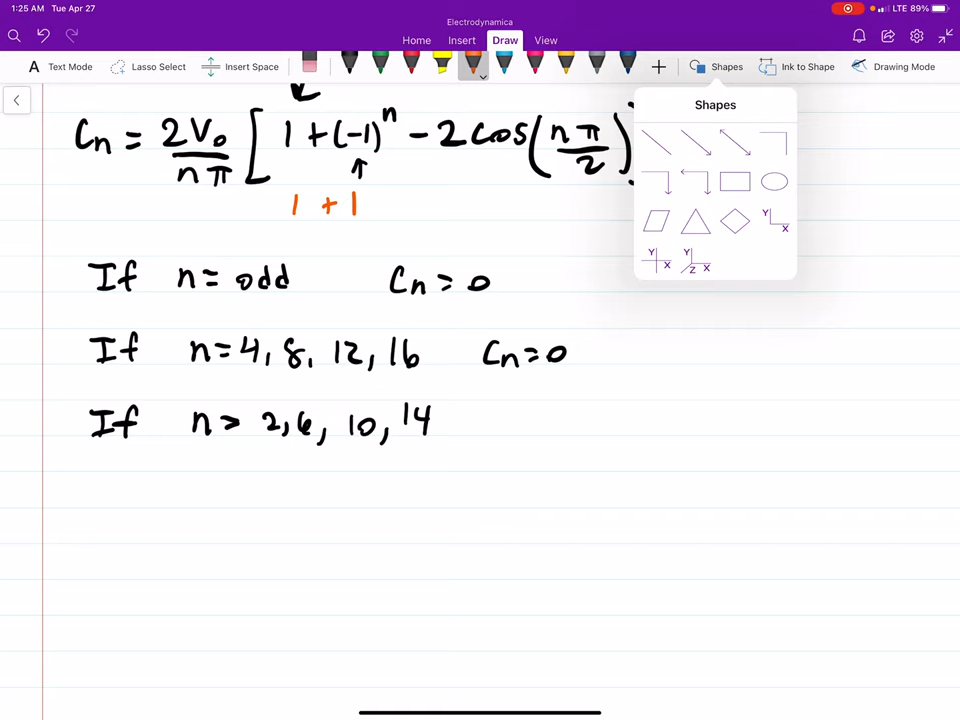 1:25 AM Tue Apr 27 LTE 89%
Electrodynamica
Home Insert Draw View
A Text Mode Lasso Select Insert Space Shapes Ink to Shape Drawing Mode
Shapes
Y X
Y X Y Z X
Cn = 2V₀/nπ [ 1 + (-1)ⁿ - 2 cos(nπ/2) ]
1 + 1
If n = odd Cn = 0
If n = 4, 8, 12, 16 Cn = 0
If n = 2, 6, 10, 14